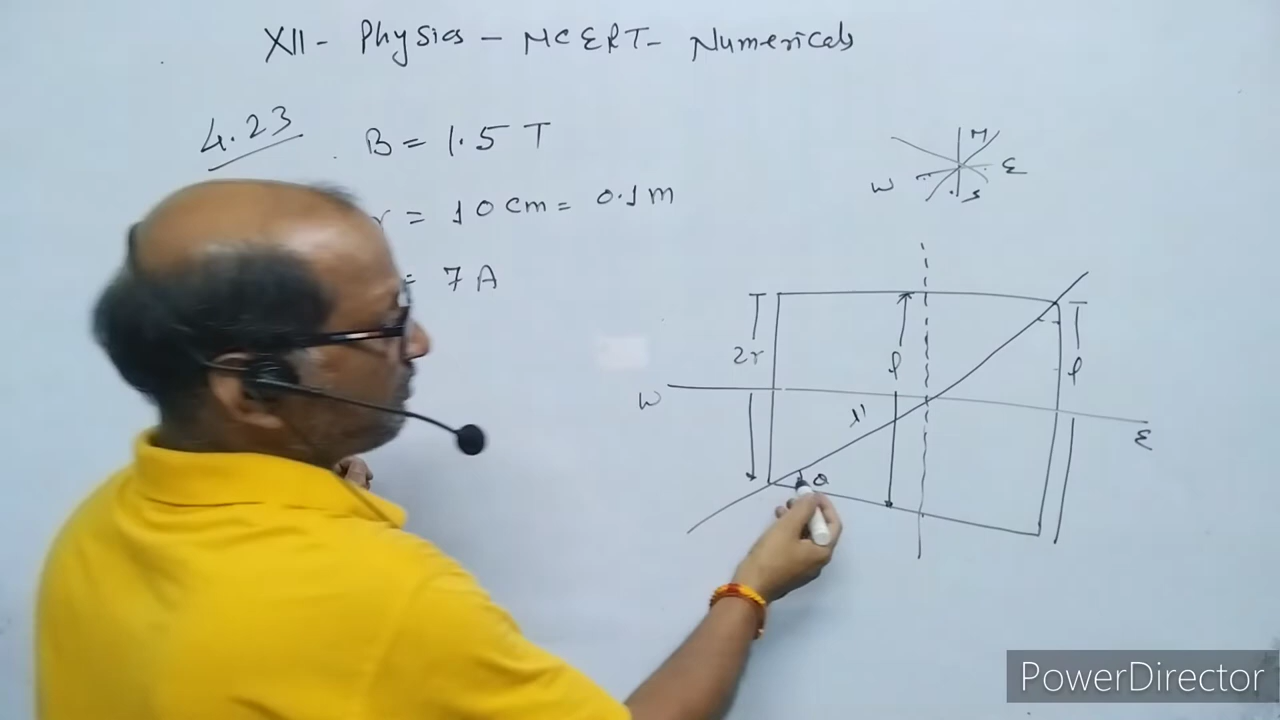 XII - Physics - NCERT - Numericals
4.23
B = 1.5 T
r = 10 cm = 0.1 m
= 7 A
N
W
E
S
2r
l
l
W
l'
E
θ
PowerDirector